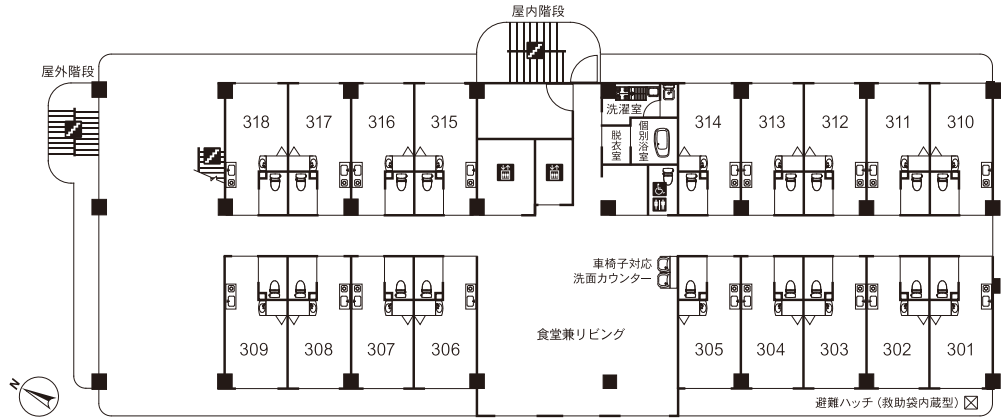 屋内階段
屋外階段
洗濯室
脱衣室
個別浴室
318
317
316
315
314
313
312
311
310
車椅子対応
洗面カウンター
食堂兼リビング
309
308
307
306
305
304
303
302
301
N
避難ハッチ（救助袋内蔵型）